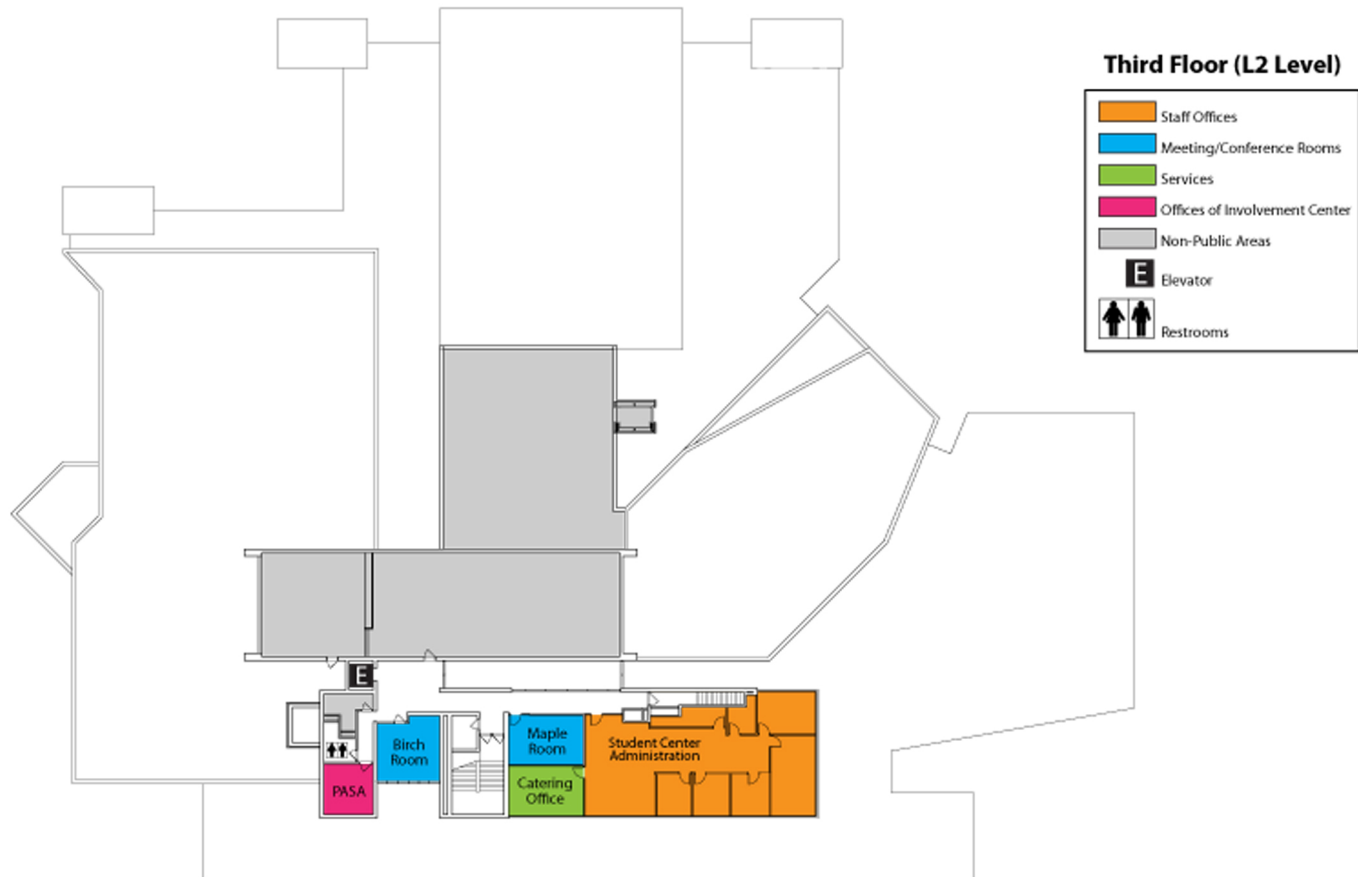 Third Floor (L2 Level)
Staff Offices
Meeting/Conference Rooms
Services
Offices of Involvement Center
Non-Public Areas
E
Elevator
Restrooms
E
Birch
Room
Maple
Room
Student Center
Administration
PASA
Catering
Office